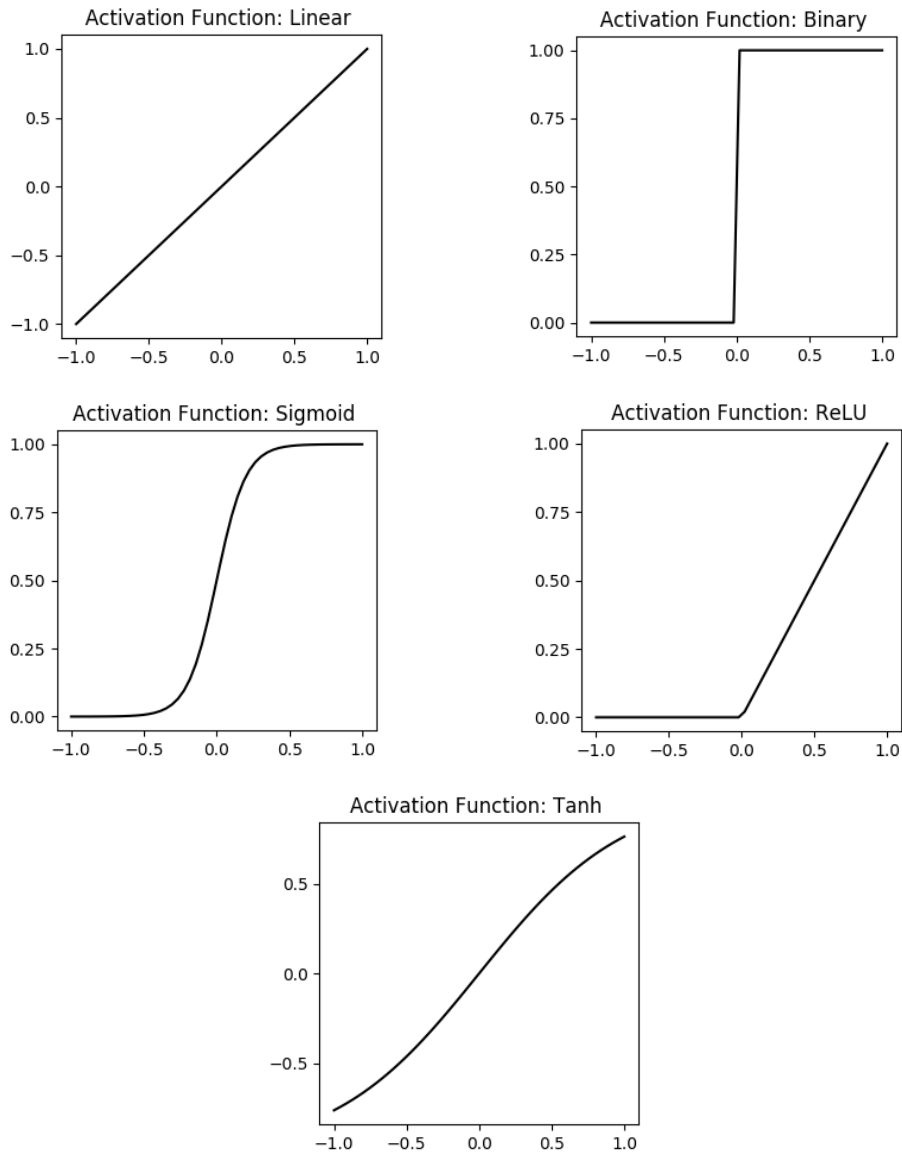 Activation Function: Linear
1.0
0.5
0.0
−0.5
−1.0
−1.0 −0.5 0.0 0.5 1.0
Activation Function: Binary
1.00
0.75
0.50
0.25
0.00
−1.0 −0.5 0.0 0.5 1.0
Activation Function: Sigmoid
1.00
0.75
0.50
0.25
0.00
−1.0 −0.5 0.0 0.5 1.0
Activation Function: ReLU
1.00
0.75
0.50
0.25
0.00
−1.0 −0.5 0.0 0.5 1.0
Activation Function: Tanh
0.5
0.0
−0.5
−1.0 −0.5 0.0 0.5 1.0